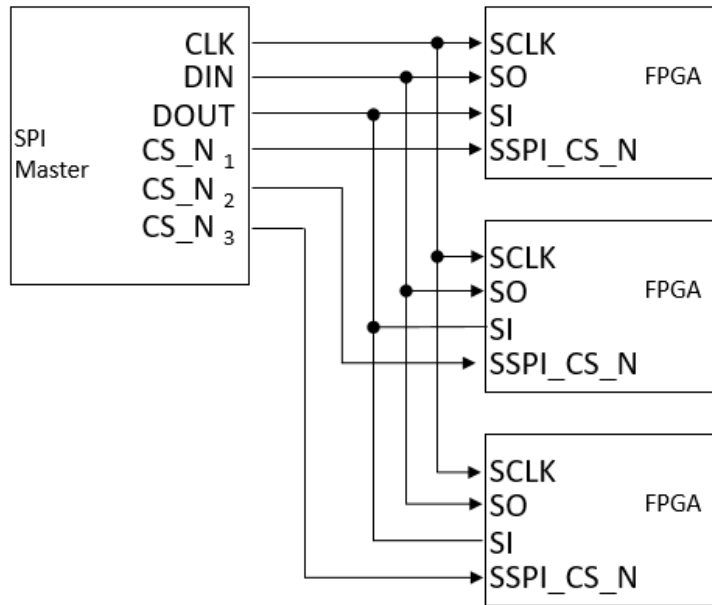 SPI
Master
CLK
DIN
DOUT
CS_N 1
CS_N 2
CS_N 3
SCLK
SO
FPGA
SI
SSPI_CS_N
SCLK
SO
FPGA
SI
SSPI_CS_N
SCLK
SO
FPGA
SI
SSPI_CS_N